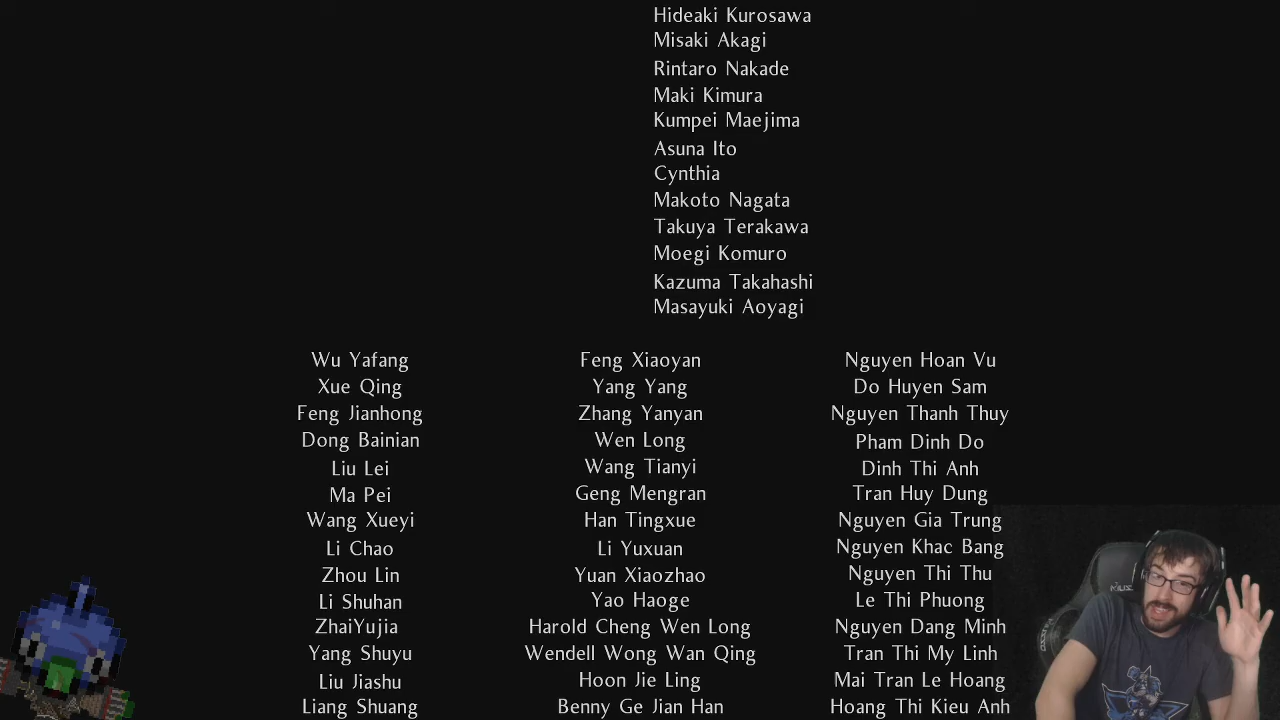 Hideaki Kurosawa
Misaki Akagi
Rintaro Nakade
Maki Kimura
Kumpei Maejima
Asuna Ito
Cynthia
Makoto Nagata
Takuya Terakawa
Moegi Komuro
Kazuma Takahashi
Masayuki Aoyagi
Wu Yafang
Xue Qing
Feng Jianhong
Dong Bainian
Liu Lei
Ma Pei
Wang Xueyi
Li Chao
Zhou Lin
Li Shuhan
ZhaiYujia
Yang Shuyu
Liu Jiashu
Liang Shuang
Feng Xiaoyan
Yang Yang
Zhang Yanyan
Wen Long
Wang Tianyi
Geng Mengran
Han Tingxue
Li Yuxuan
Yuan Xiaozhao
Yao Haoge
Harold Cheng Wen Long
Wendell Wong Wan Qing
Hoon Jie Ling
Benny Ge Jian Han
Nguyen Hoan Vu
Do Huyen Sam
Nguyen Thanh Thuy
Pham Dinh Do
Dinh Thi Anh
Tran Huy Dung
Nguyen Gia Trung
Nguyen Khac Bang
Nguyen Thi Thu
Le Thi Phuong
Nguyen Dang Minh
Tran Thi My Linh
Mai Tran Le Hoang
Hoang Thi Kieu Anh